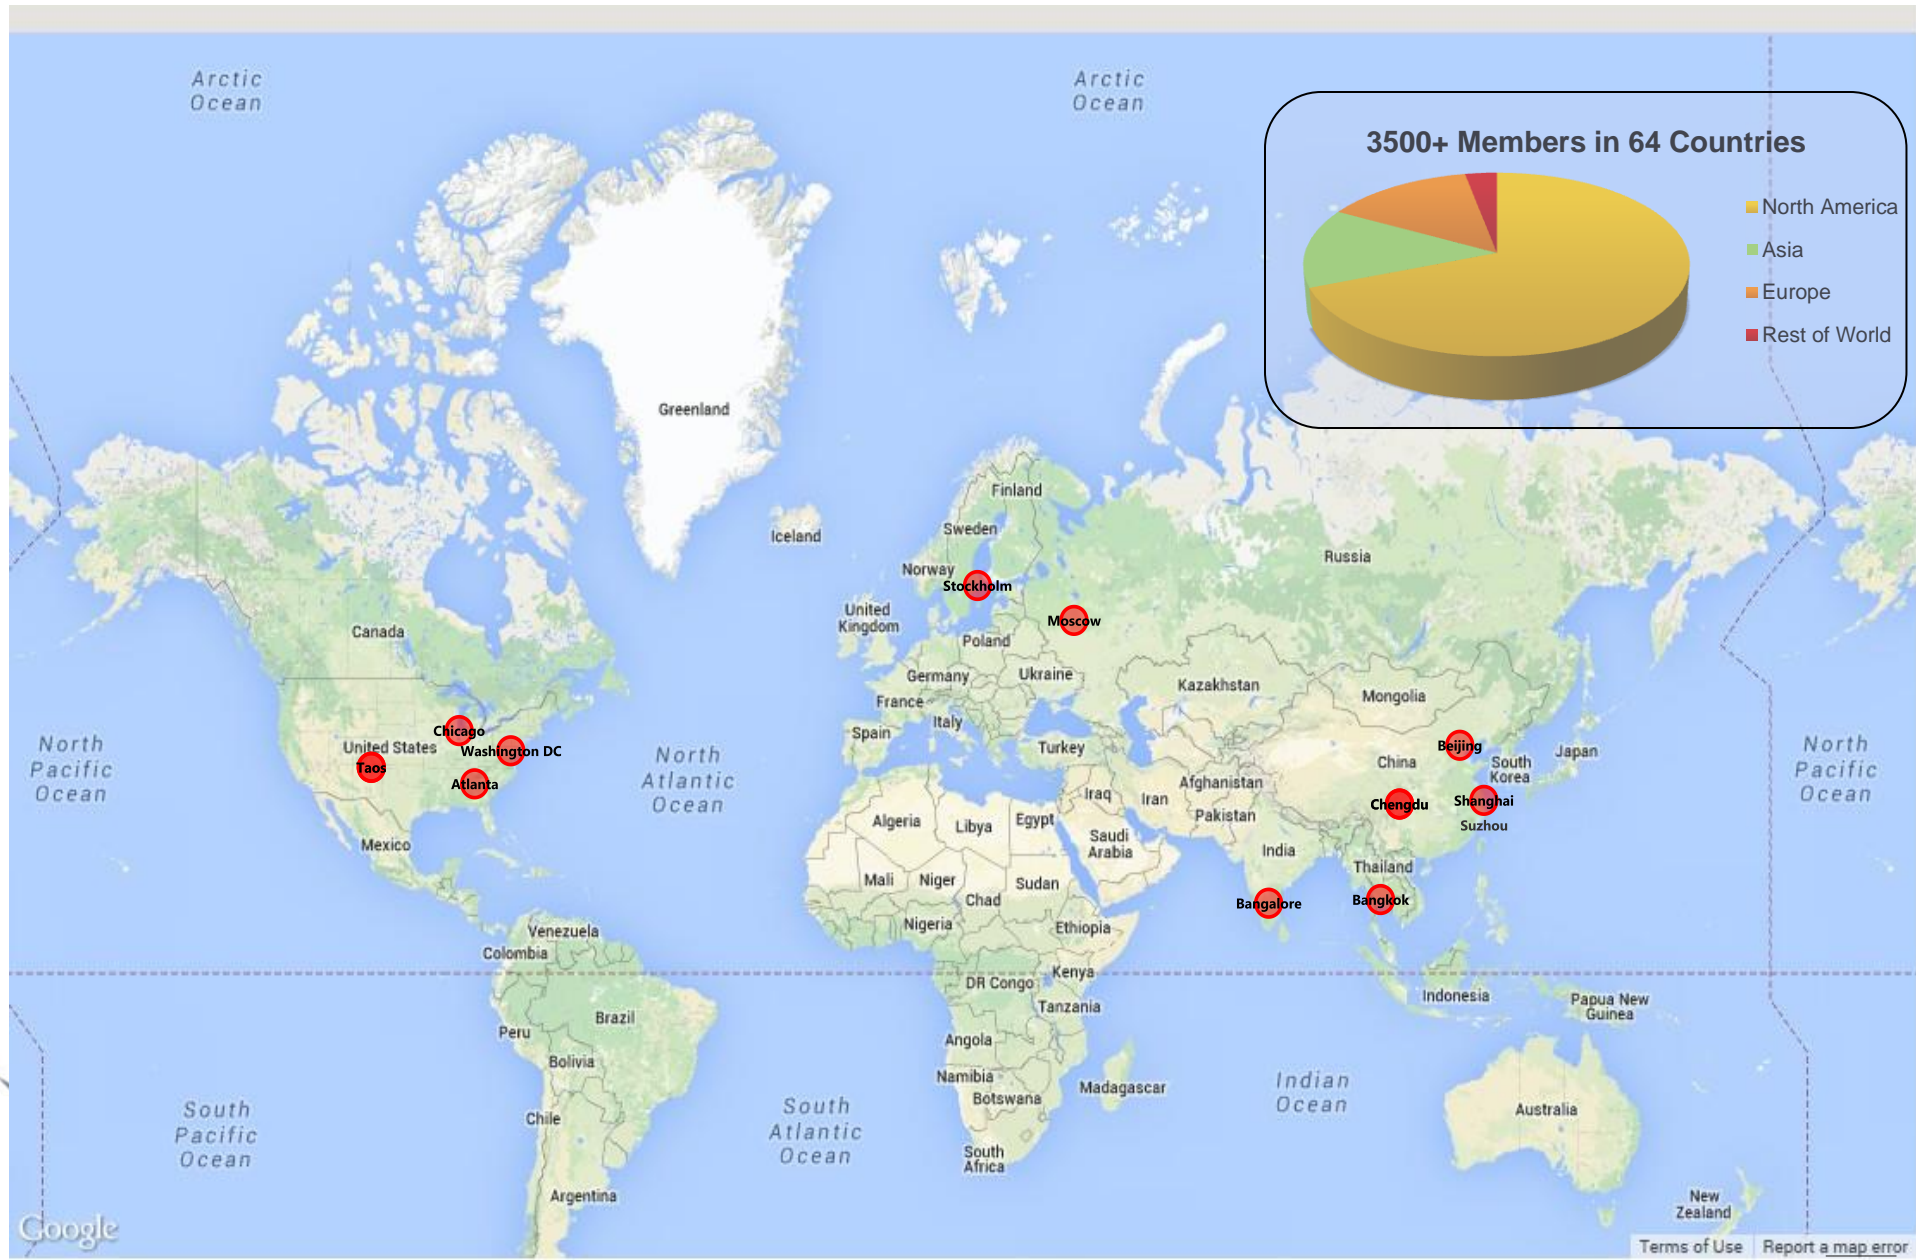 Arctic
Ocean
Arctic
Ocean
3500+ Members in 64 Countries
North America
Asia
Europe
Rest of World
Greenland
Finland
Sweden
Iceland
Norway
Russia
Stockholm
United
Kingdom
Moscow
Canada
Poland
Germany
Ukraine
Kazakhstan
Mongolia
France
Italy
Spain
Turkey
Chicago
United States
Washington DC
Taos
Atlanta
North
Pacific
Ocean
North
Atlantic
Ocean
Beijing
China
South
Korea
Japan
North
Pacific
Ocean
Afghanistan
Iraq
Iran
Pakistan
Chengdu
Shanghai
Suzhou
Algeria
Libya
Egypt
Saudi
Arabia
India
Mexico
Thailand
Mali
Niger
Sudan
Chad
Bangalore
Bangkok
Nigeria
Ethiopia
Venezuela
Colombia
Kenya
DR Congo
Indonesia
Papua New
Guinea
Tanzania
Brazil
Peru
Angola
Bolivia
Namibia
Botswana
Madagascar
Indian
Ocean
South
Pacific
Ocean
Chile
South
Atlantic
Ocean
Australia
South
Africa
Argentina
New
Zealand
Google
Terms of Use
Report a map error